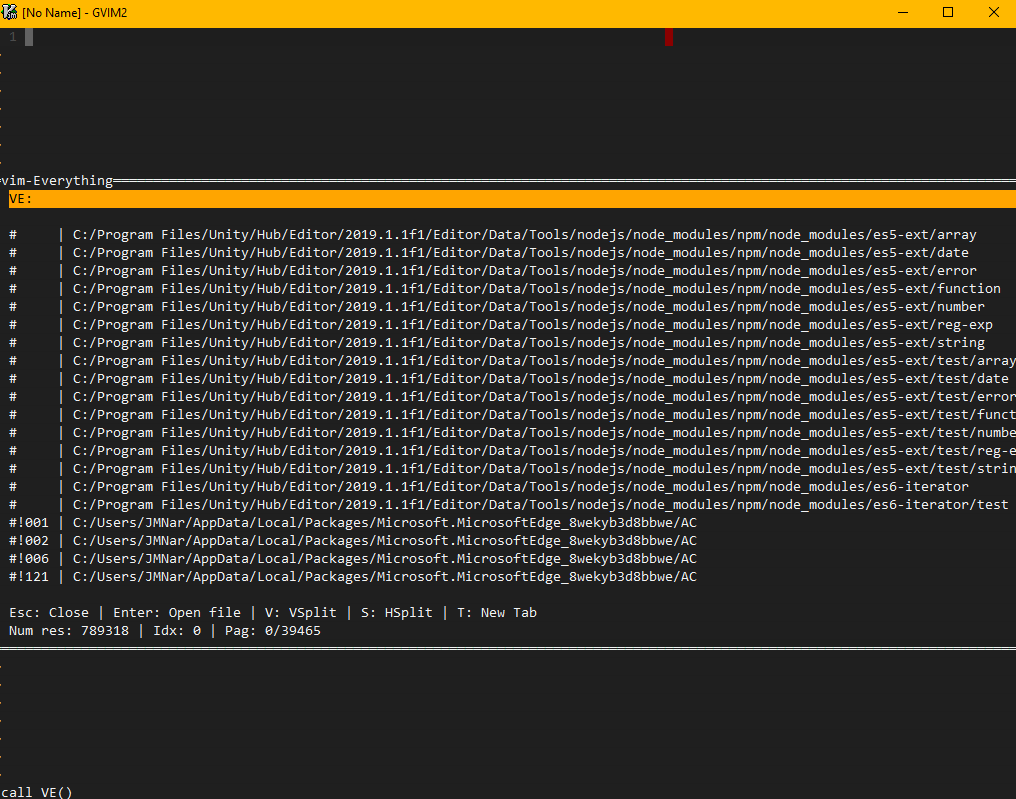 [No Name] - GVIM2
1
vim-Everything
VE:
# | C:/Program Files/Unity/Hub/Editor/2019.1.1f1/Editor/Data/Tools/nodejs/node_modules/npm/node_modules/es5-ext/array
# | C:/Program Files/Unity/Hub/Editor/2019.1.1f1/Editor/Data/Tools/nodejs/node_modules/npm/node_modules/es5-ext/date
# | C:/Program Files/Unity/Hub/Editor/2019.1.1f1/Editor/Data/Tools/nodejs/node_modules/npm/node_modules/es5-ext/error
# | C:/Program Files/Unity/Hub/Editor/2019.1.1f1/Editor/Data/Tools/nodejs/node_modules/npm/node_modules/es5-ext/function
# | C:/Program Files/Unity/Hub/Editor/2019.1.1f1/Editor/Data/Tools/nodejs/node_modules/npm/node_modules/es5-ext/number
# | C:/Program Files/Unity/Hub/Editor/2019.1.1f1/Editor/Data/Tools/nodejs/node_modules/npm/node_modules/es5-ext/reg-exp
# | C:/Program Files/Unity/Hub/Editor/2019.1.1f1/Editor/Data/Tools/nodejs/node_modules/npm/node_modules/es5-ext/string
# | C:/Program Files/Unity/Hub/Editor/2019.1.1f1/Editor/Data/Tools/nodejs/node_modules/npm/node_modules/es5-ext/test/array
# | C:/Program Files/Unity/Hub/Editor/2019.1.1f1/Editor/Data/Tools/nodejs/node_modules/npm/node_modules/es5-ext/test/date
# | C:/Program Files/Unity/Hub/Editor/2019.1.1f1/Editor/Data/Tools/nodejs/node_modules/npm/node_modules/es5-ext/test/error
# | C:/Program Files/Unity/Hub/Editor/2019.1.1f1/Editor/Data/Tools/nodejs/node_modules/npm/node_modules/es5-ext/test/funct
# | C:/Program Files/Unity/Hub/Editor/2019.1.1f1/Editor/Data/Tools/nodejs/node_modules/npm/node_modules/es5-ext/test/numbe
# | C:/Program Files/Unity/Hub/Editor/2019.1.1f1/Editor/Data/Tools/nodejs/node_modules/npm/node_modules/es5-ext/test/reg-e
# | C:/Program Files/Unity/Hub/Editor/2019.1.1f1/Editor/Data/Tools/nodejs/node_modules/npm/node_modules/es5-ext/test/strin
# | C:/Program Files/Unity/Hub/Editor/2019.1.1f1/Editor/Data/Tools/nodejs/node_modules/npm/node_modules/es6-iterator
# | C:/Program Files/Unity/Hub/Editor/2019.1.1f1/Editor/Data/Tools/nodejs/node_modules/npm/node_modules/es6-iterator/test
#!001 | C:/Users/JMNar/AppData/Local/Packages/Microsoft.MicrosoftEdge_8wekyb3d8bbwe/AC
#!002 | C:/Users/JMNar/AppData/Local/Packages/Microsoft.MicrosoftEdge_8wekyb3d8bbwe/AC
#!006 | C:/Users/JMNar/AppData/Local/Packages/Microsoft.MicrosoftEdge_8wekyb3d8bbwe/AC
#!121 | C:/Users/JMNar/AppData/Local/Packages/Microsoft.MicrosoftEdge_8wekyb3d8bbwe/AC
Esc: Close | Enter: Open file | V: VSplit | S: HSplit | T: New Tab
Num res: 789318 | Idx: 0 | Pag: 0/39465
call VE()